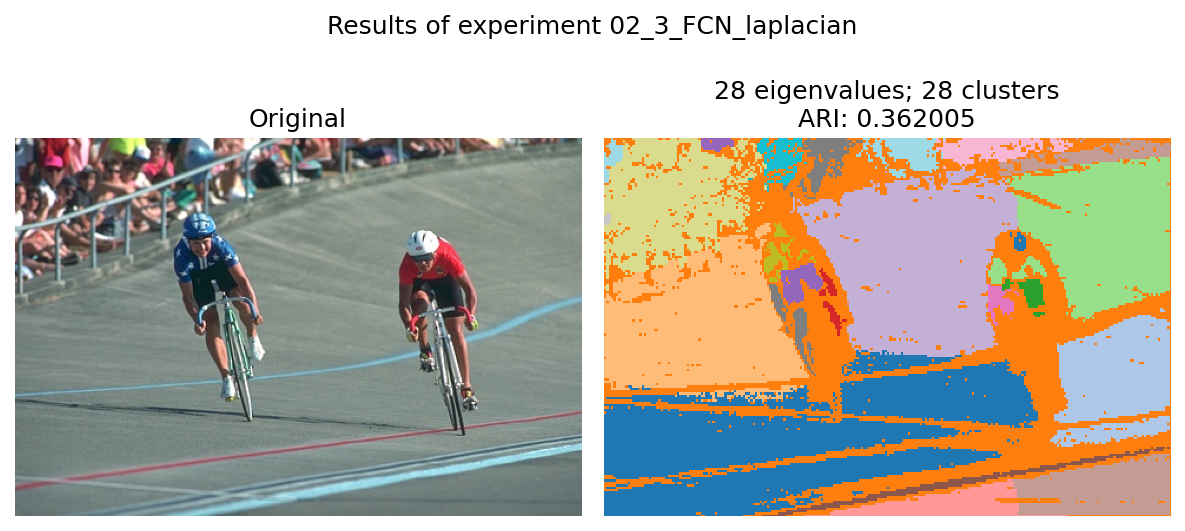 Results of experiment 02_3_FCN_laplacian
Original
28 eigenvalues; 28 clusters
ARI: 0.362005